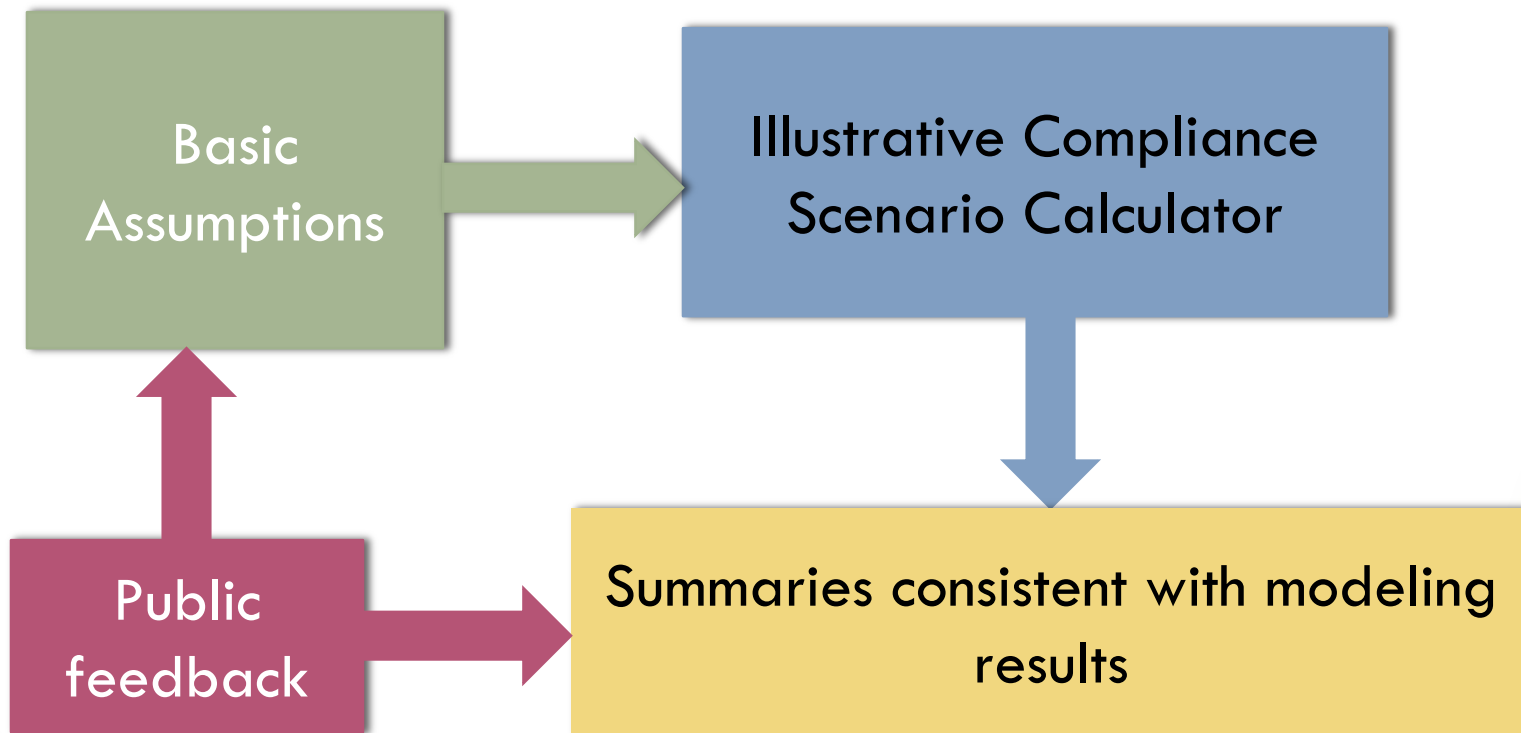 Basic
Assumptions
Illustrative Compliance
Scenario Calculator
Public
feedback
Summaries consistent with modeling
results